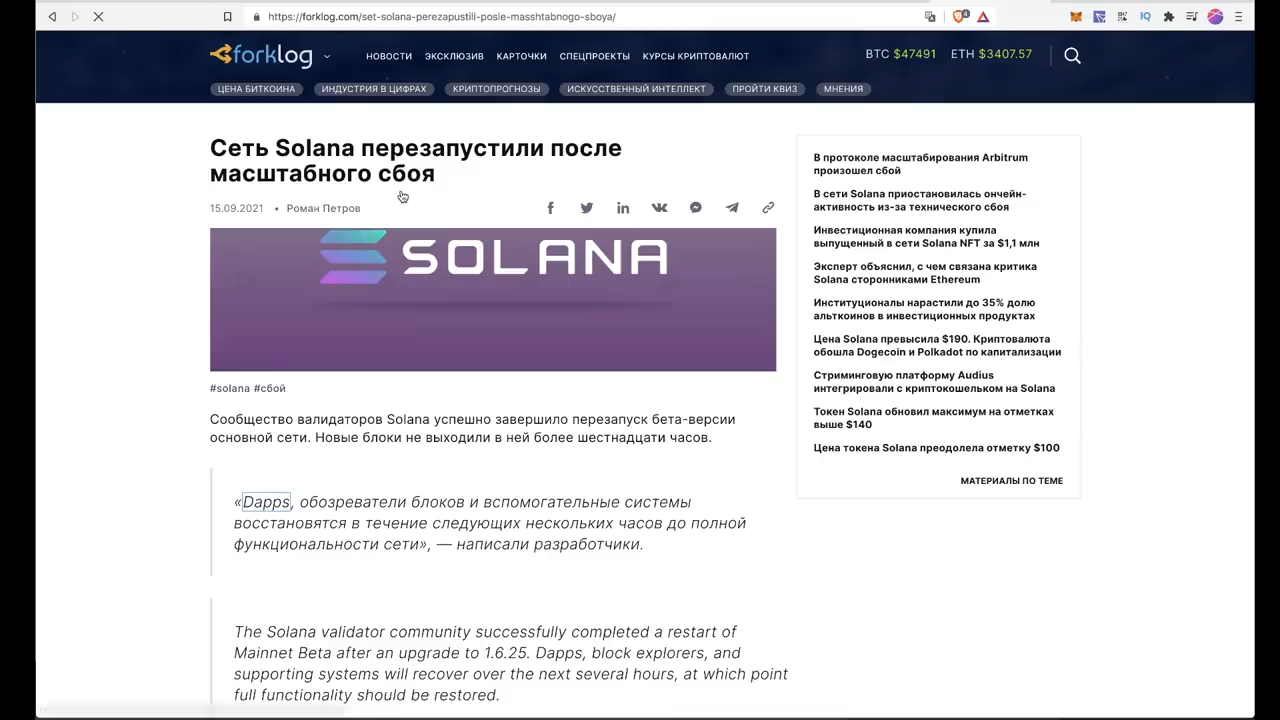 https://forklog.com/set-solana-perezapustili-posle-masshtabnogo-sboya/
4
IQ
forklog
НОВОСТИ ЭКСКЛЮЗИВ КАРТОЧКИ СПЕЦПРОЕКТЫ КУРСЫ КРИПТОВАЛЮТ
BTC $47491 ETH $3407.57
ЦЕНА БИТКОИНА ИНДУСТРИЯ В ЦИФРАХ КРИПТОПРОГНОЗЫ ИСКУССТВЕННЫЙ ИНТЕЛЛЕКТ ПРОЙТИ КВИЗ МНЕНИЯ
Сеть Solana перезапустили после
масштабного сбоя
15.09.2021 • Роман Петров
SOLANA
#solana #сбой
Сообщество валидаторов Solana успешно завершило перезапуск бета-версии
основной сети. Новые блоки не выходили в ней более шестнадцати часов.
«Dapps, обозреватели блоков и вспомогательные системы
восстановятся в течение следующих нескольких часов до полной
функциональности сети», — написали разработчики.
The Solana validator community successfully completed a restart of
Mainnet Beta after an upgrade to 1.6.25. Dapps, block explorers, and
supporting systems will recover over the next several hours, at which point
full functionality should be restored.
В протоколе масштабирования Arbitrum
произошел сбой
В сети Solana приостановилась ончейн-
активность из-за технического сбоя
Инвестиционная компания купила
выпущенный в сети Solana NFT за $1,1 млн
Эксперт объяснил, с чем связана критика
Solana сторонниками Ethereum
Институционалы нарастили до 35% долю
альткоинов в инвестиционных продуктах
Цена Solana превысила $190. Криптовалюта
обошла Dogecoin и Polkadot по капитализации
Стриминговую платформу Audius
интегрировали с криптокошельком на Solana
Токен Solana обновил максимум на отметках
выше $140
Цена токена Solana преодолела отметку $100
МАТЕРИАЛЫ ПО ТЕМЕ